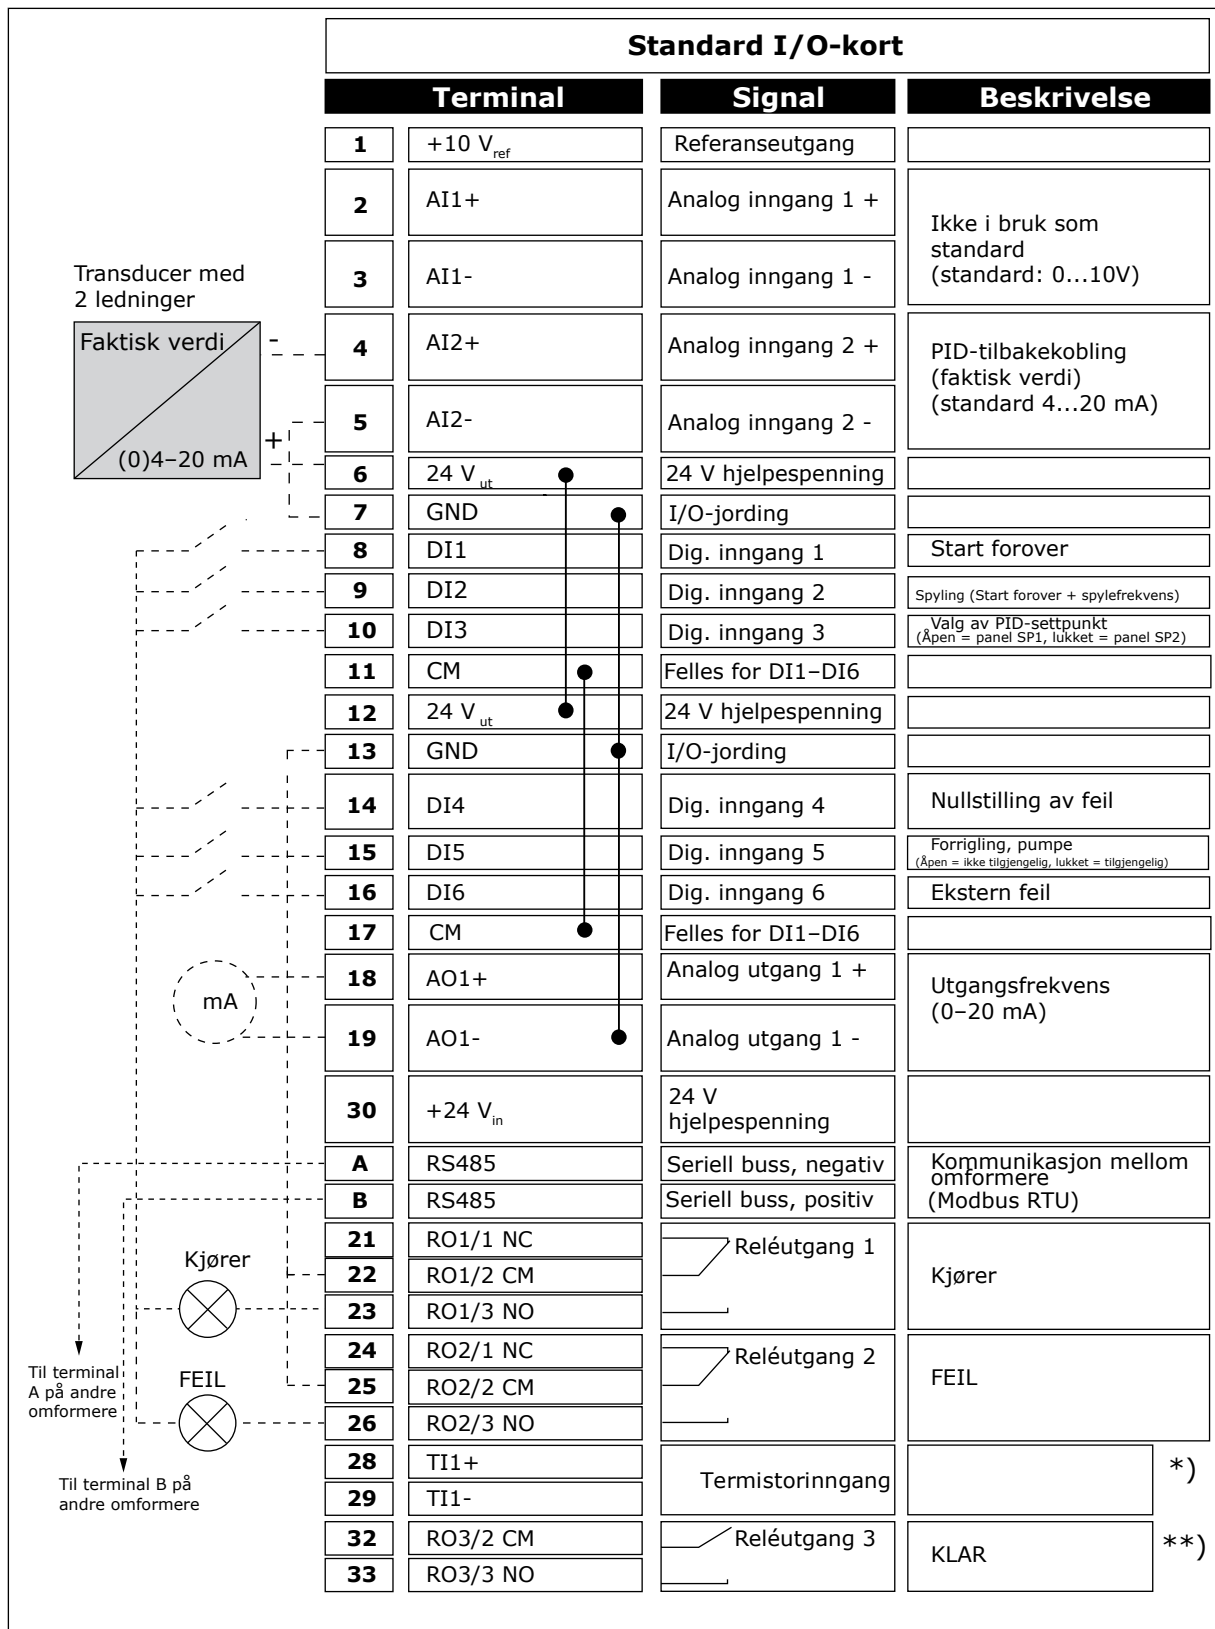 Standard I/O-kort
Terminal Signal Beskrivelse
1 +10 Vref Referanseutgang
2 AI1+ Analog inngang 1 +
Ikke i bruk som
standard
(standard: 0...10V)
3 AI1- Analog inngang 1 -
Transducer med
2 ledninger
Faktisk verdi
-
+
(0)4–20 mA
4 AI2+ Analog inngang 2 +
PID-tilbakekobling
(faktisk verdi)
(standard 4...20 mA)
5 AI2- Analog inngang 2 -
6 24 Vut 24 V hjelpespenning
7 GND I/O-jording
8 DI1 Dig. inngang 1 Start forover
9 DI2 Dig. inngang 2 Spyling (Start forover + spylefrekvens)
10 DI3 Dig. inngang 3 Valg av PID-settpunkt
(Åpen = panel SP1, lukket = panel SP2)
11 CM Felles for DI1–DI6
12 24 Vut 24 V hjelpespenning
13 GND I/O-jording
14 DI4 Dig. inngang 4 Nullstilling av feil
15 DI5 Dig. inngang 5 Forrigling, pumpe
(Åpen = ikke tilgjengelig, lukket = tilgjengelig)
16 DI6 Dig. inngang 6 Ekstern feil
17 CM Felles for DI1–DI6
18 AO1+ Analog utgang 1 +
Utgangsfrekvens
(0–20 mA)
mA
19 AO1- Analog utgang 1 -
30 +24 Vin 24 V
hjelpespenning
A RS485 Seriell buss, negativ Kommunikasjon mellom
omformere
B RS485 Seriell buss, positiv (Modbus RTU)
21 RO1/1 NC Reléutgang 1
Kjører
22 RO1/2 CM Kjører
23 RO1/3 NO
24 RO2/1 NC Reléutgang 2
Til terminal
A på andre
omformere
FEIL
25 RO2/2 CM FEIL
26 RO2/3 NO
28 TI1+ Termistorinngang *)
Til terminal B på
andre omformere
29 TI1-
32 RO3/2 CM Reléutgang 3 KLAR **)
33 RO3/3 NO